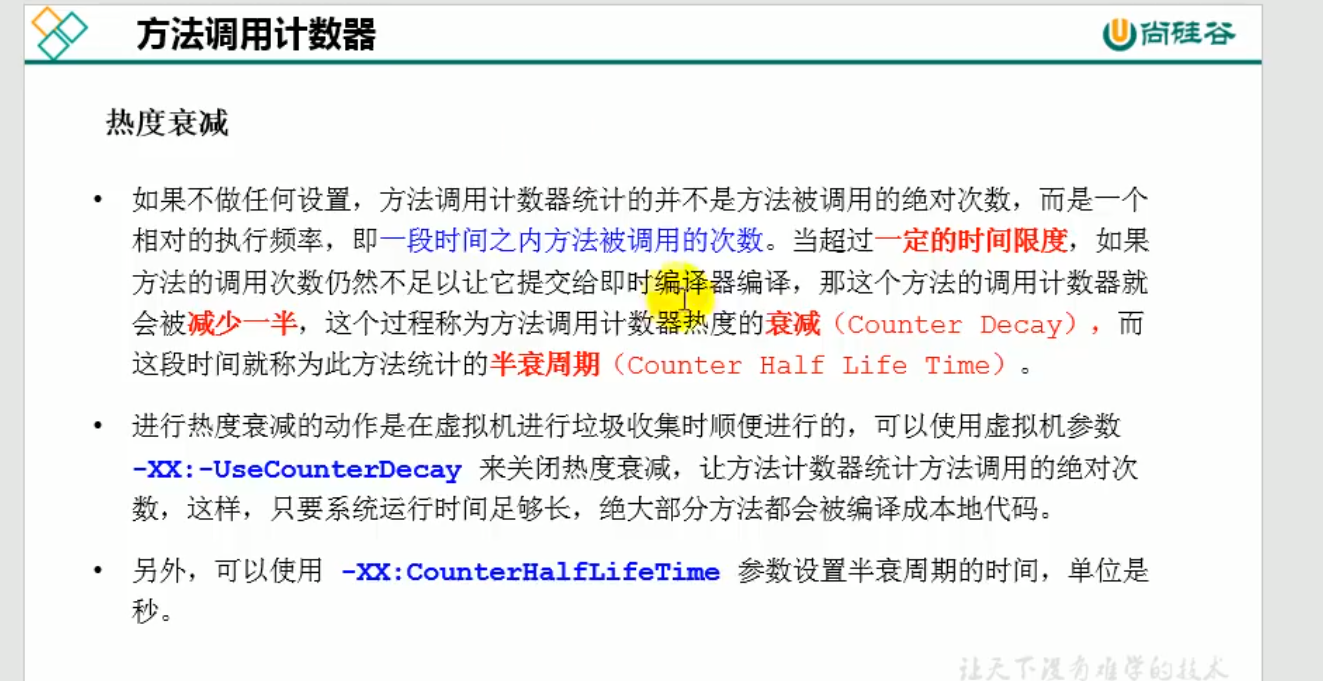 方法调用计数器
尚硅谷
热度衰减
• 如果不做任何设置，方法调用计数器统计的并不是方法被调用的绝对次数，而是一个
相对的执行频率，即一段时间之内方法被调用的次数。当超过一定的时间限度，如果
方法的调用次数仍然不足以让它提交给即时编译器编译，那这个方法的调用计数器就
会被减少一半，这个过程称为方法调用计数器热度的衰减（Counter Decay），而
这段时间就称为此方法统计的半衰周期（Counter Half Life Time）。
• 进行热度衰减的动作是在虚拟机进行垃圾收集时顺便进行的，可以使用虚拟机参数
-XX:-UseCounterDecay 来关闭热度衰减，让方法计数器统计方法调用的绝对次
数，这样，只要系统运行时间足够长，绝大部分方法都会被编译成本地代码。
• 另外，可以使用 -XX:CounterHalfLifeTime 参数设置半衰周期的时间，单位是
秒。
让天下没有难学的技术